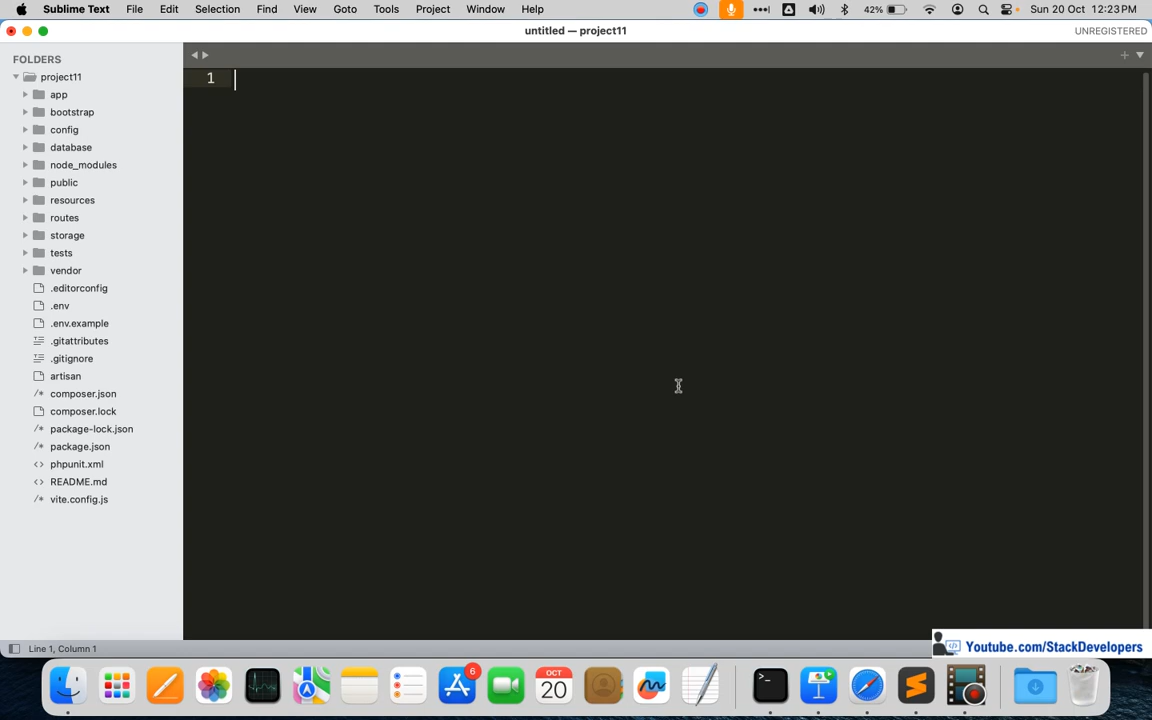 Sublime Text File Edit Selection Find View Goto Tools Project Window Help 42% Sun 20 Oct 12:23 PM
untitled — project11 UNREGISTERED
FOLDERS
project11
1
app
bootstrap
config
database
node_modules
public
resources
routes
storage
tests
vendor
.editorconfig
.env
.env.example
.gitattributes
.gitignore
artisan
/* composer.json
composer.lock
/* package-lock.json
/* package.json
<> phpunit.xml
<> README.md
/* vite.config.js
Line 1, Column 1
Youtube.com/StackDevelopers
6
OCT
20